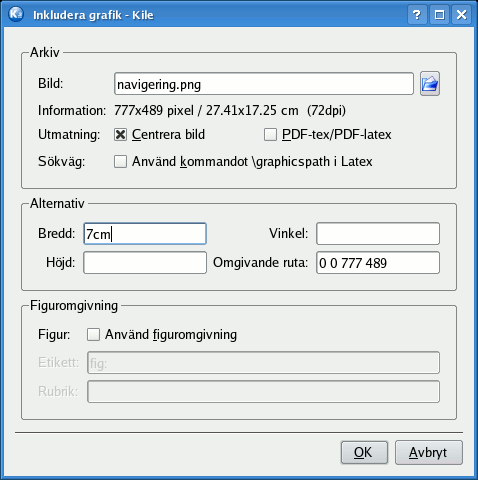 Inkludera grafik - Kile
Arkiv
Bild: navigering.png
Information: 777x489 pixel / 27.41x17.25 cm (72dpi)
Utmatning: Centrera bild PDF-tex/PDF-latex
Sökväg: Använd kommandot \graphicspath i Latex
Alternativ
Bredd: 7cm Vinkel:
Höjd: Omgivande ruta: 0 0 777 489
Figuromgivning
Figur: Använd figuromgivning
Etikett: fig:
Rubrik:
OK Avbryt